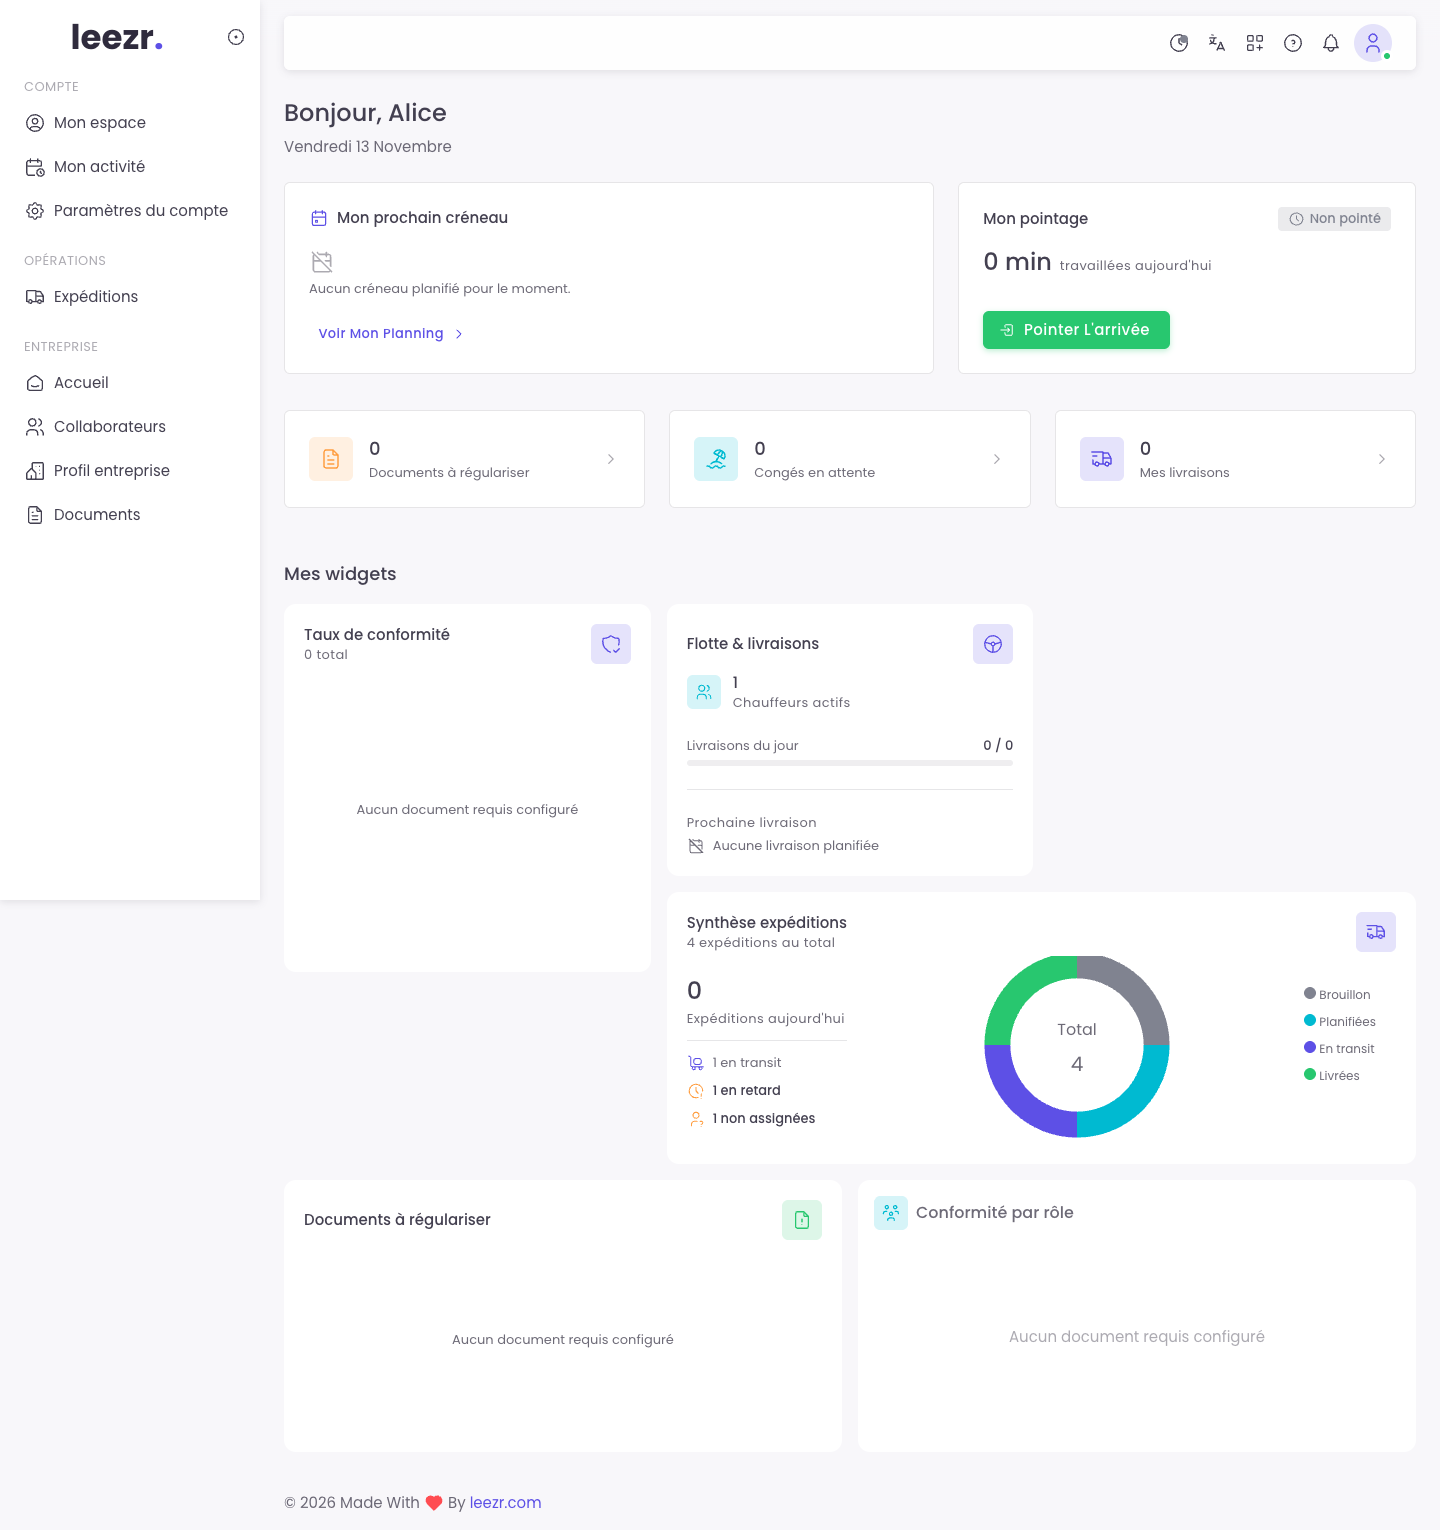 leezr.
COMPTE
Mon espace
Mon activité
Paramètres du compte
OPÉRATIONS
Expéditions
ENTREPRISE
Accueil
Collaborateurs
Profil entreprise
Documents
Bonjour, Alice
Vendredi 13 Novembre
Mon prochain créneau
Aucun créneau planifié pour le moment.
Voir Mon Planning
Mon pointage
Non pointé
0 min travaillées aujourd'hui
Pointer L'arrivée
0
Documents à régulariser
0
Congés en attente
0
Mes livraisons
Mes widgets
Taux de conformité
0 total
Aucun document requis configuré
Flotte & livraisons
1
Chauffeurs actifs
Livraisons du jour
0 / 0
Prochaine livraison
Aucune livraison planifiée
Synthèse expéditions
4 expéditions au total
0
Expéditions aujourd'hui
1 en transit
1 en retard
1 non assignées
Total
4
Brouillon
Planifiées
En transit
Livrées
Documents à régulariser
Aucun document requis configuré
Conformité par rôle
Aucun document requis configuré
© 2026 Made With By leezr.com